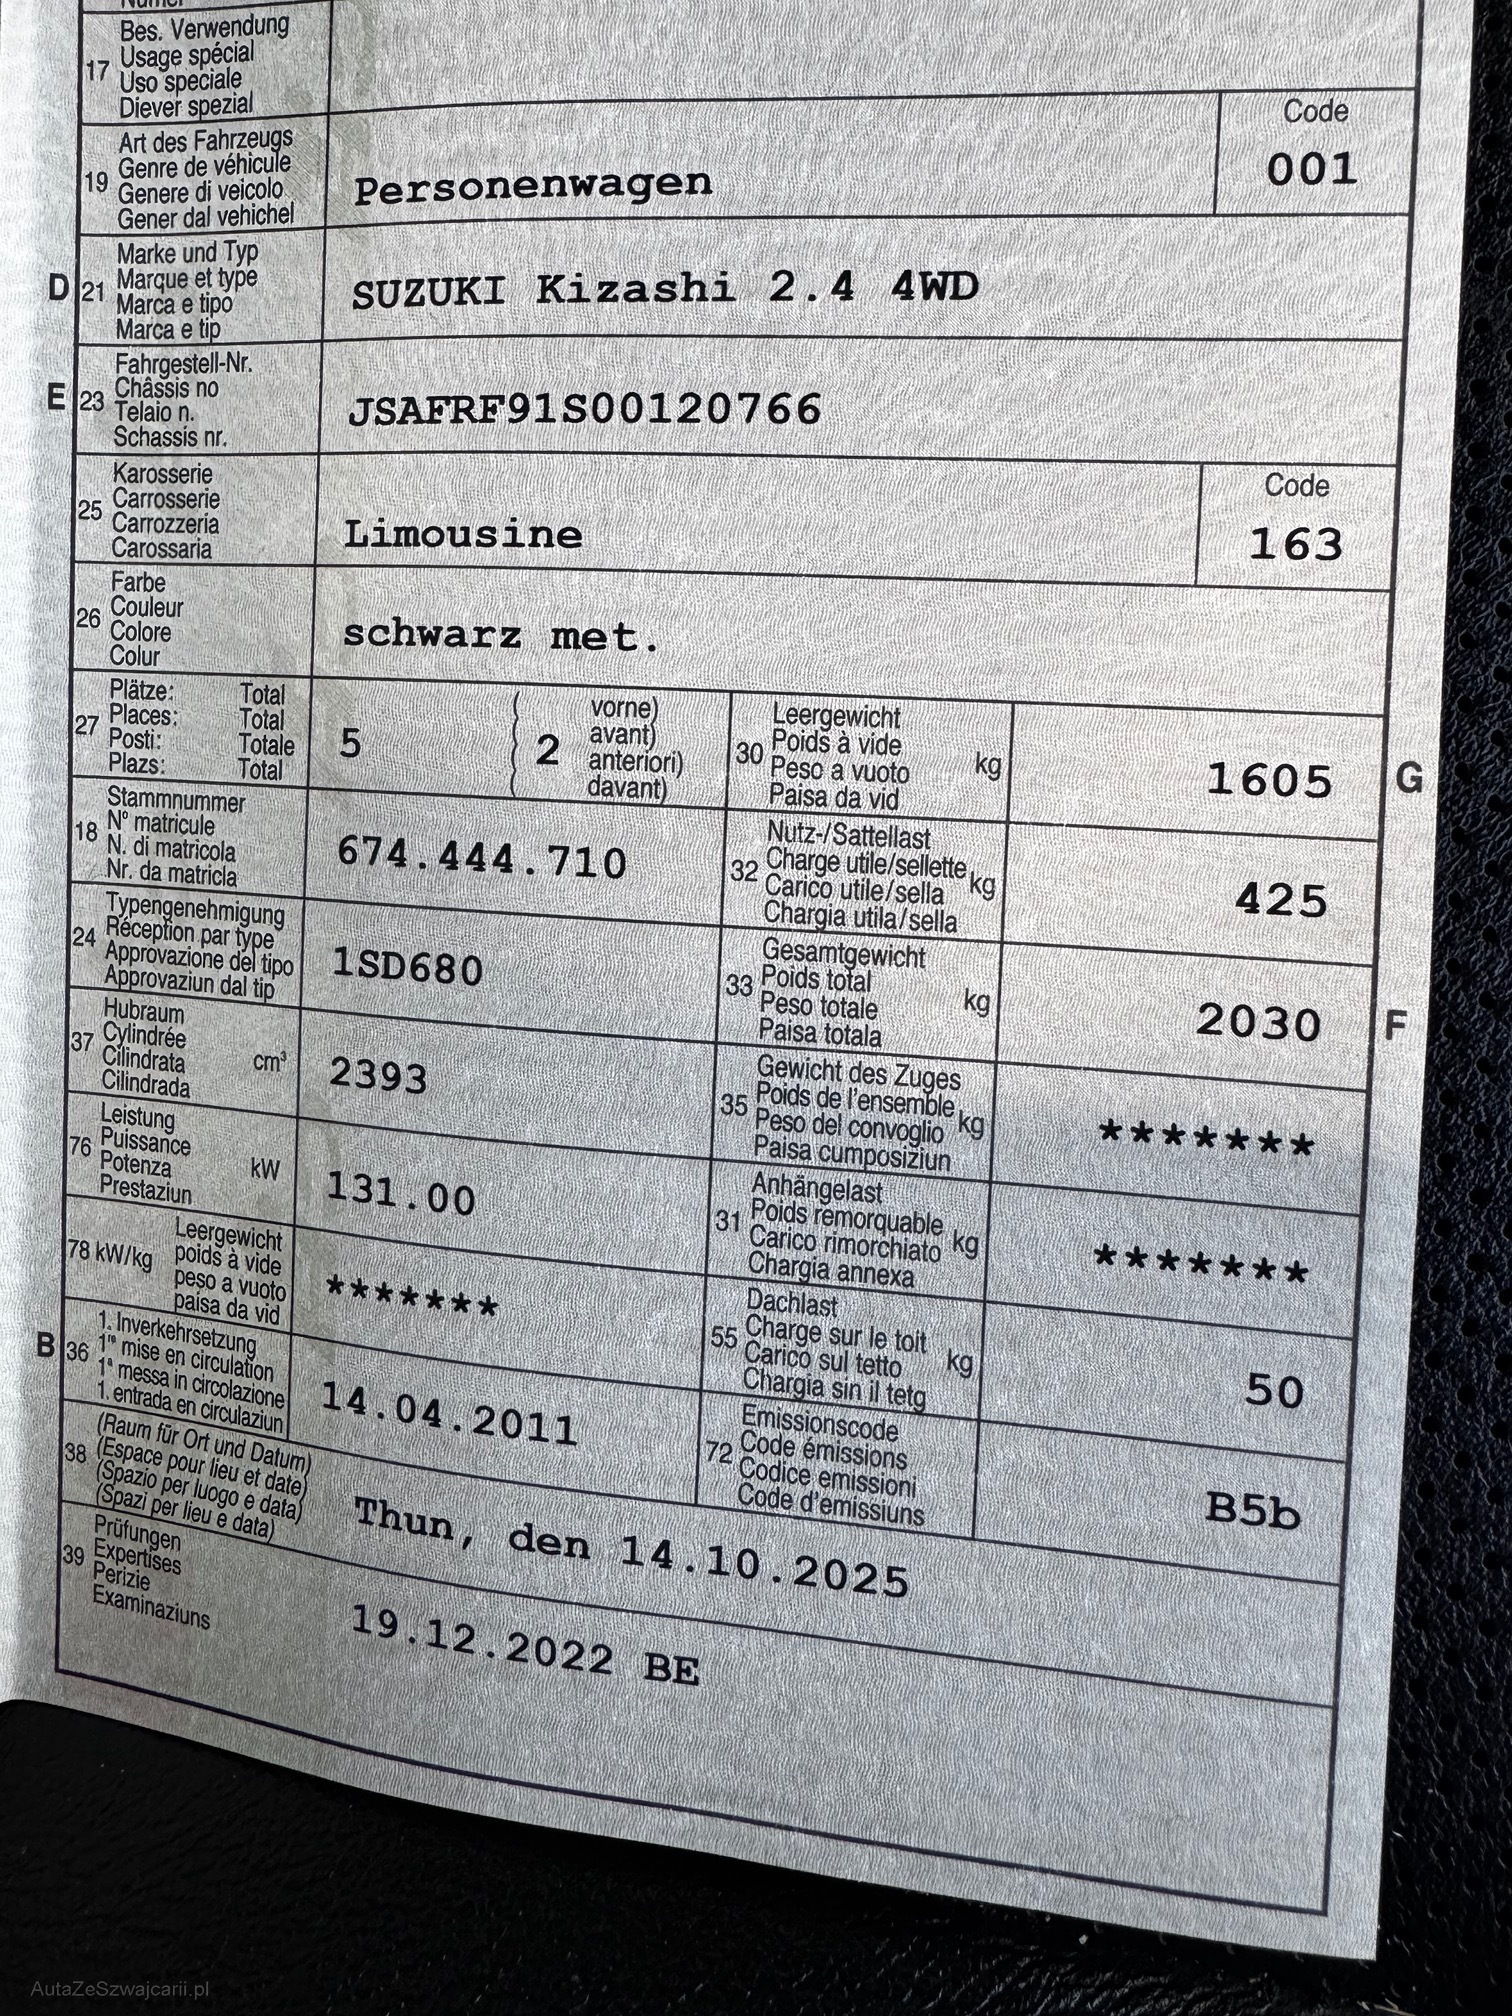 17 Bes. Verwendung
Usage spécial
Uso speciale
Diever spezial
19 Art des Fahrzeugs
Genre de véhicule
Genere di veicolo
Gener dal vehichel
Personenwagen
Code
001
D 21 Marke und Typ
Marque et type
Marca e tipo
Marca e tip
SUZUKI Kizashi 2.4 4WD
E 23 Fahrgestell-Nr.
Châssis no
Telaio n.
Schassis nr.
JSAFRF91S00120766
25 Karosserie
Carrosserie
Carrozzeria
Carossaria
Limousine
Code
163
26 Farbe
Couleur
Colore
Colur
schwarz met.
27 Plätze: Total
Places: Total
Posti: Totale
Plazs: Total
5 ( 2 vorne)
avant)
anteriori)
davant)
30 Leergewicht
Poids à vide
Peso a vuoto
Paisa da vid
kg
1605 G
18 Stammnummer
N° matricule
N. di matricola
Nr. da matricla
674.444.710
32 Nutz-/Sattellast
Charge utile/sellette
Carico utile/sella
Chargia utila/sella
kg
425
24 Typengenehmigung
Réception par type
Approvazione del tipo
Approvaziun dal tip
1SD680
33 Gesamtgewicht
Poids total
Peso totale
Paisa totala
kg
2030 F
37 Hubraum
Cylindrée
Cilindrata
Cilindrada
cm³
2393
35 Gewicht des Zuges
Poids de l'ensemble
Peso del convoglio
Paisa cumposiziun
kg
*******
76 Leistung
Puissance
Potenza
Prestaziun
kW
131.00
31 Anhängelast
Poids remorquable
Carico rimorchiato
Chargia annexa
kg
*******
78 kW/kg Leergewicht
poids à vide
peso a vuoto
paisa da vid
*******
55 Dachlast
Charge sur le toit
Carico sul tetto
Chargia sin il tetg
kg
50
B 36 1. Inverkehrsetzung
1re mise en circulation
1a messa in circolazione
1. entrada en circulaziun
14.04.2011
72 Emissionscode
Code émissions
Codice emissioni
Code d'emissiuns
B5b
38 (Raum für Ort und Datum)
(Espace pour lieu et date)
(Spazio per luogo e data)
(Spazi per lieu e data)
Thun, den 14.10.2025
39 Prüfungen
Expertises
Perizie
Examinaziuns
19.12.2022 BE
AutaZeSzwajcarii.pl